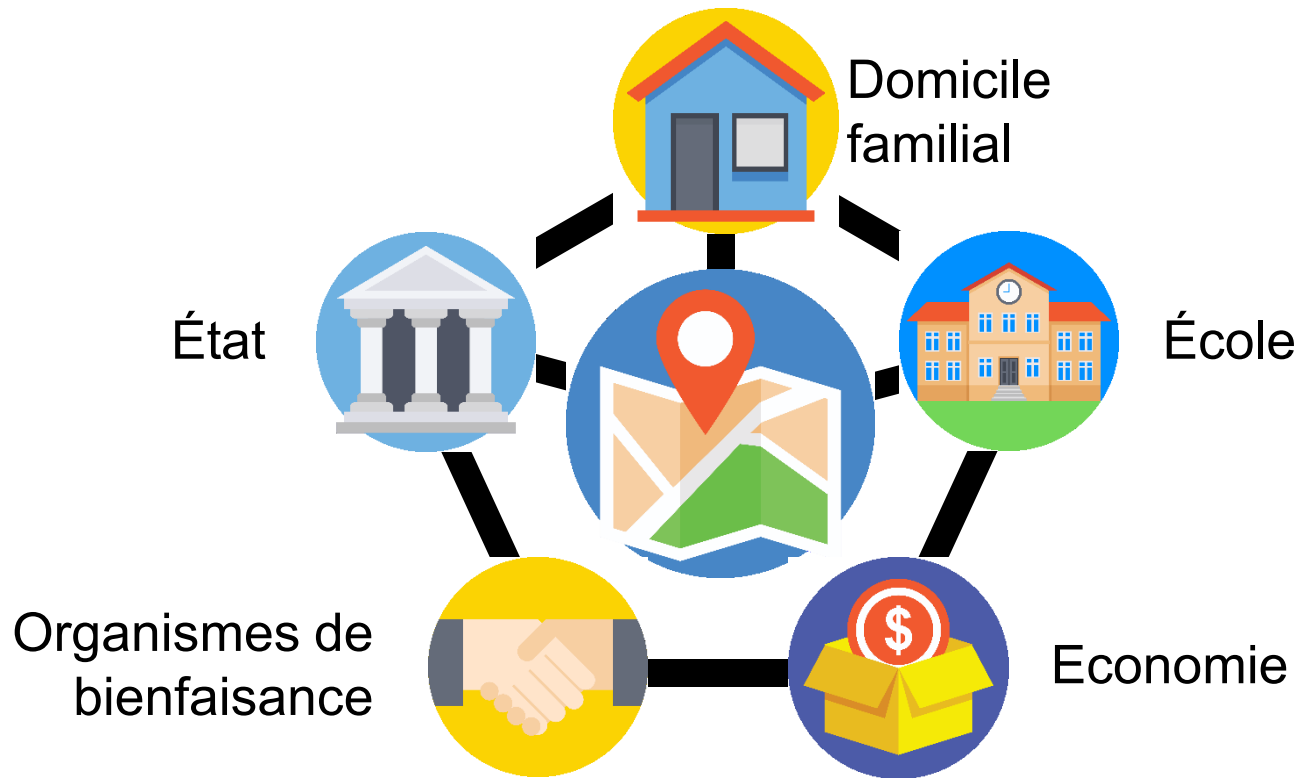 Domicile
familial
État
École
$
Organismes de
bienfaisance
Economie